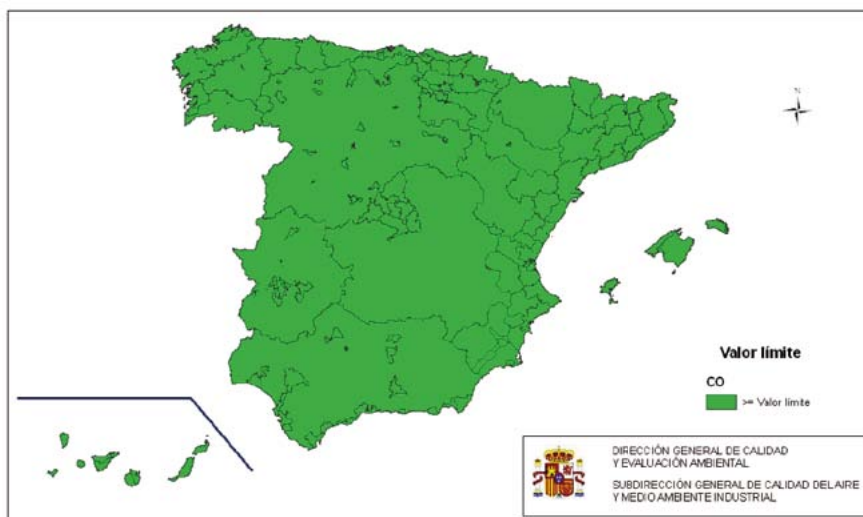 N
Valor límite
CO
>= Valor límite
DIRECCIÓN GENERAL DE CALIDAD
Y EVALUACIÓN AMBIENTAL
SUBDIRECCIÓN GENERAL DE CALIDAD DEL AIRE
Y MEDIO AMBIENTE INDUSTRIAL